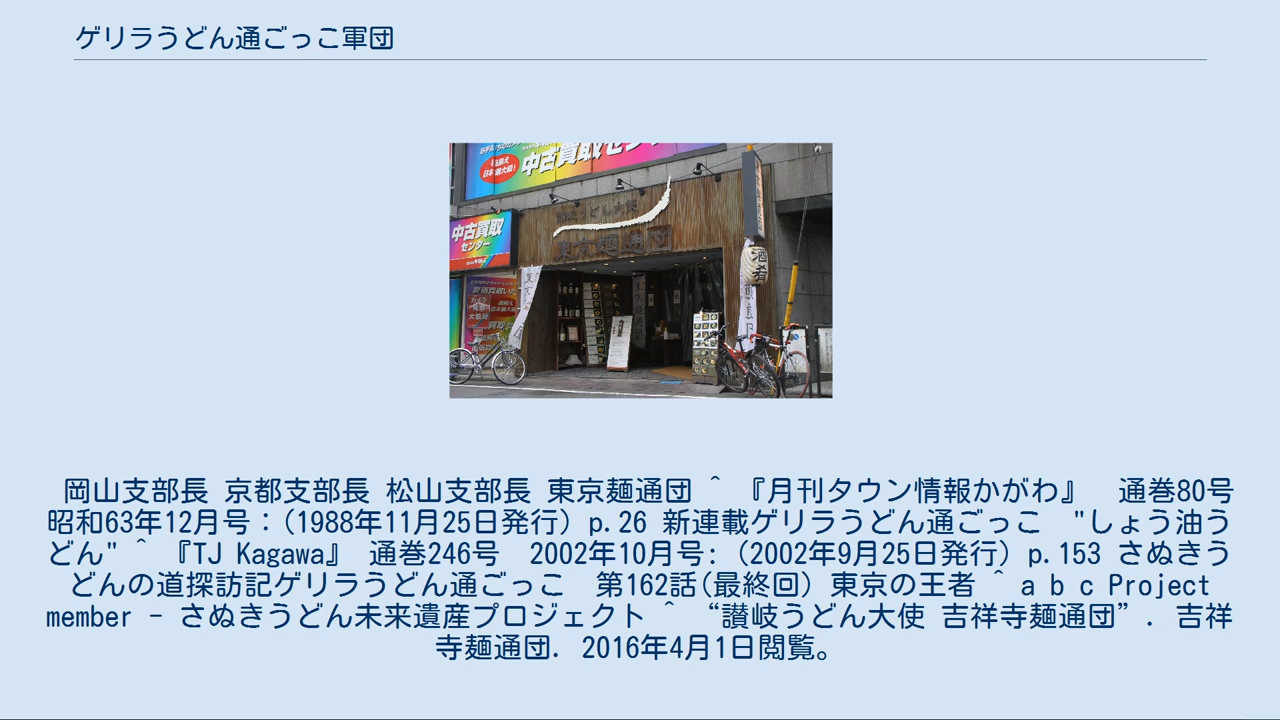 ゲリラうどん通ごっこ軍団
中古買取センタ
東京麺通団
中古買取
センター
酒肴
岡山支部長 京都支部長 松山支部長 東京麺通団 ^ 『月刊タウン情報かがわ』　通巻80号
昭和63年12月号：(1988年11月25日発行) p.26 新連載ゲリラうどん通ごっこ　"しょう油う
どん" ^ 『TJ Kagawa』 通巻246号　2002年10月号: (2002年9月25日発行) p.153 さぬきう
どんの道探訪記ゲリラうどん通ごっこ　第162話(最終回) 東京の王者 ^ a b c Project
member - さぬきうどん未来遺産プロジェクト ^ “讃岐うどん大使 吉祥寺麺通団”. 吉祥
寺麺通団. 2016年4月1日閲覧。